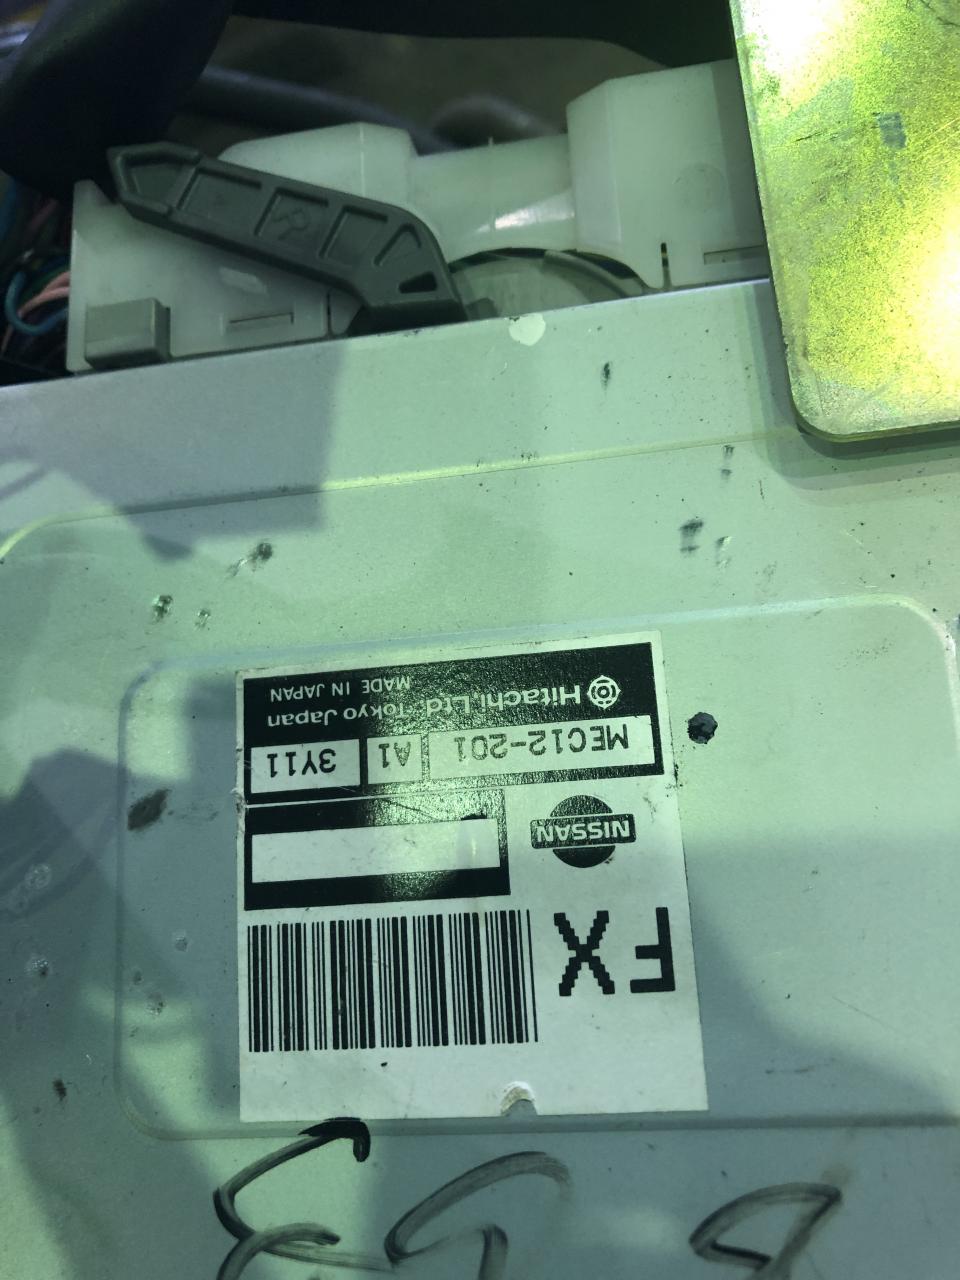 Hitachi, Ltd. Tokyo Japan
MADE IN JAPAN
MEC12-201 A1 3Y11
NISSAN
FX